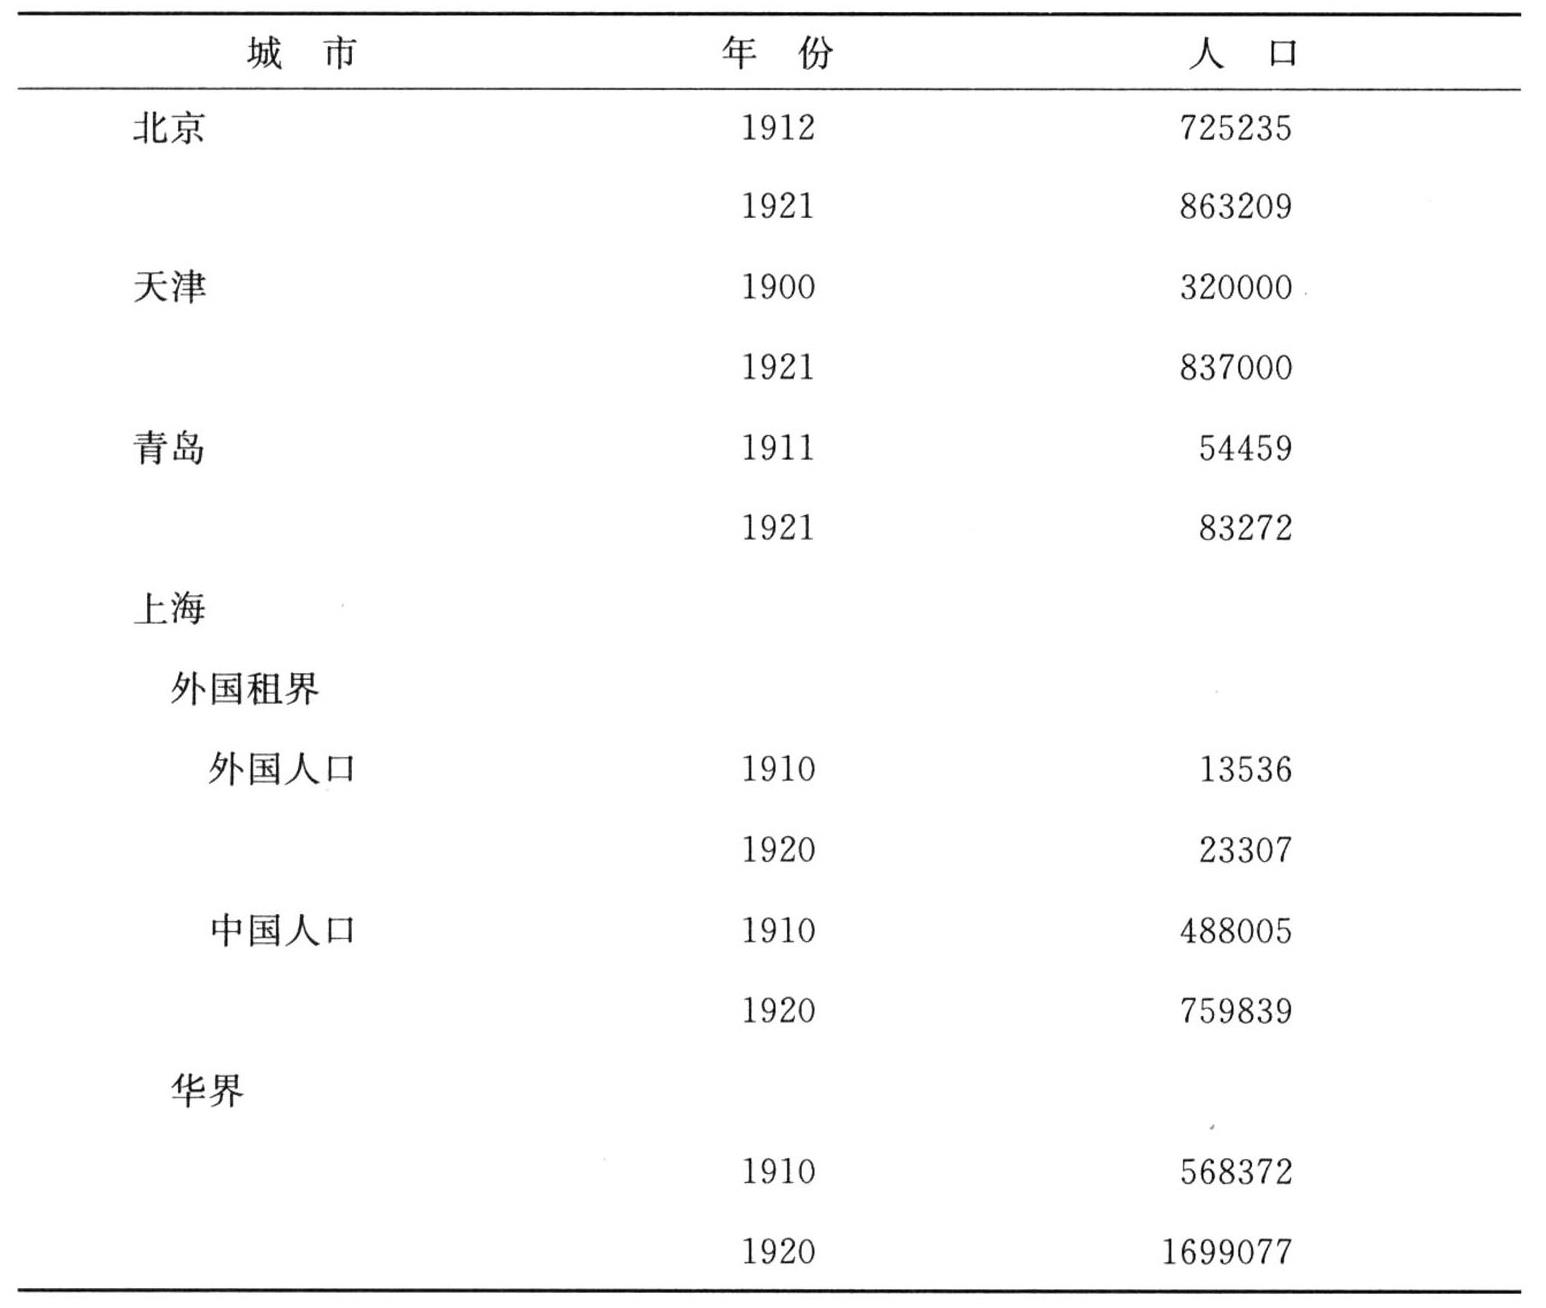 城 市 年 份 人 口
北京 1912 725235
1921 863209
天津 1900 320000
1921 837000
青岛 1911 54459
1921 83272
上海
外国租界
外国人口 1910 13536
1920 23307
中国人口 1910 488005
1920 759839
华界
1910 568372
1920 1699077